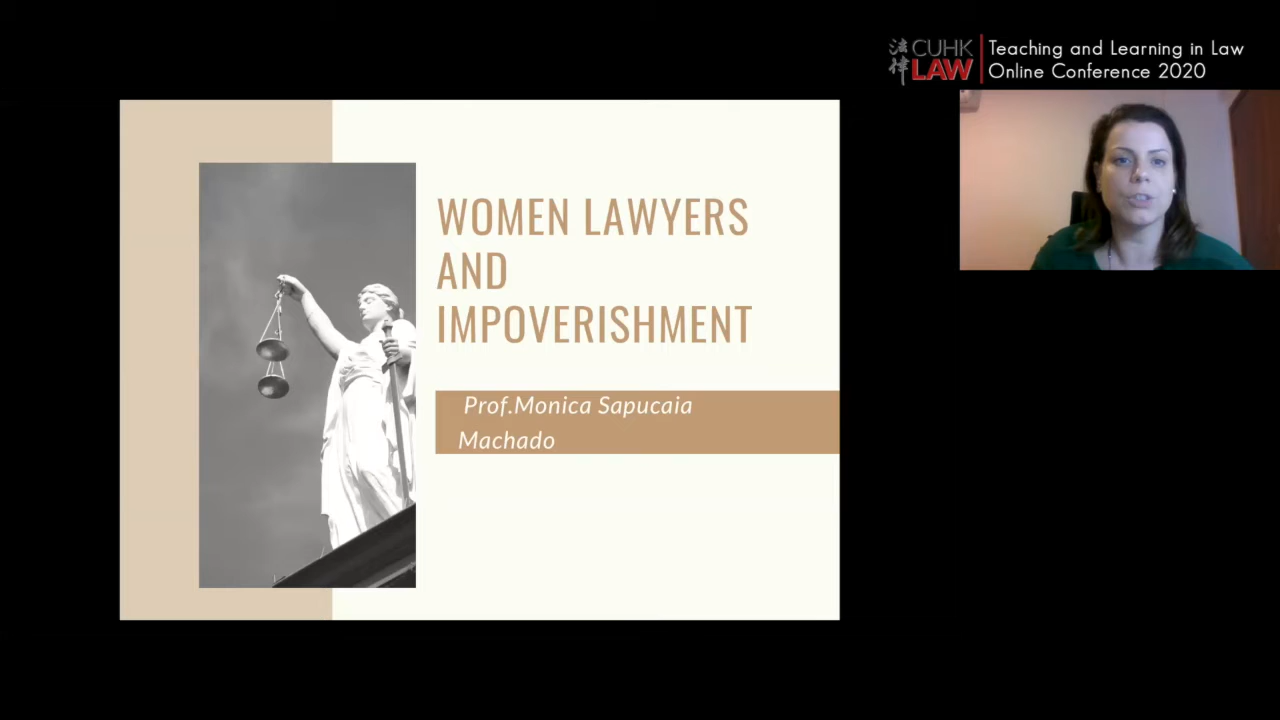 法律 CUHK LAW
Teaching and Learning in Law
Online Conference 2020
WOMEN LAWYERS
AND
IMPOVERISHMENT
Prof.Monica Sapucaia
Machado